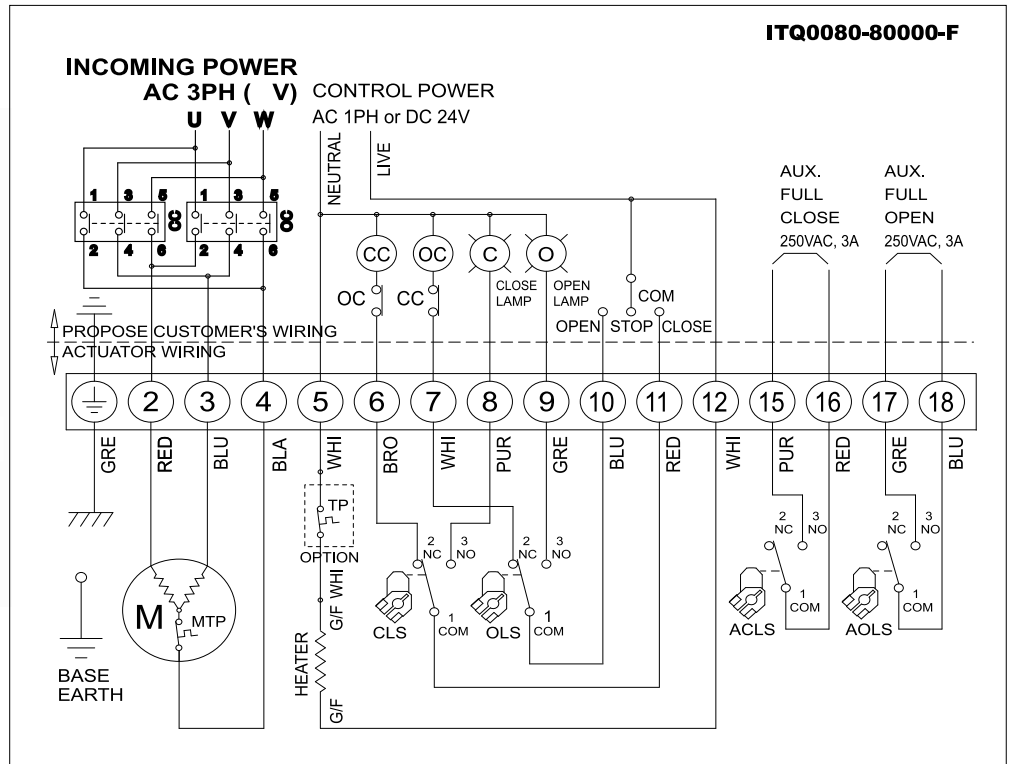 ITQ0080-80000-F
INCOMING POWER
AC 3PH (   V)
U V W
CONTROL POWER
AC 1PH or DC 24V
NEUTRAL
LIVE
1 3 5
1 3 5
CC
OC
2 4 6
2 4 6
CC OC C O
CLOSE
LAMP
OPEN
LAMP
OC
CC
COM
OPEN STOP CLOSE
AUX.
FULL
CLOSE
250VAC, 3A
AUX.
FULL
OPEN
250VAC, 3A
PROPOSE CUSTOMER'S WIRING
ACTUATOR WIRING
2 3 4 5 6 7 8 9 10 11 12 15 16 17 18
GRE RED BLU BLA WHI BRO WHI PUR GRE BLU RED WHI PUR RED GRE BLU
TP
OPTION
G/F WHI
HEATER
G/F
M
MTP
BASE
EARTH
2
NC
3
NO
1
COM
CLS
2
NC
3
NO
1
COM
OLS
2
NC
3
NO
1
COM
ACLS
2
NC
3
NO
1
COM
AOLS